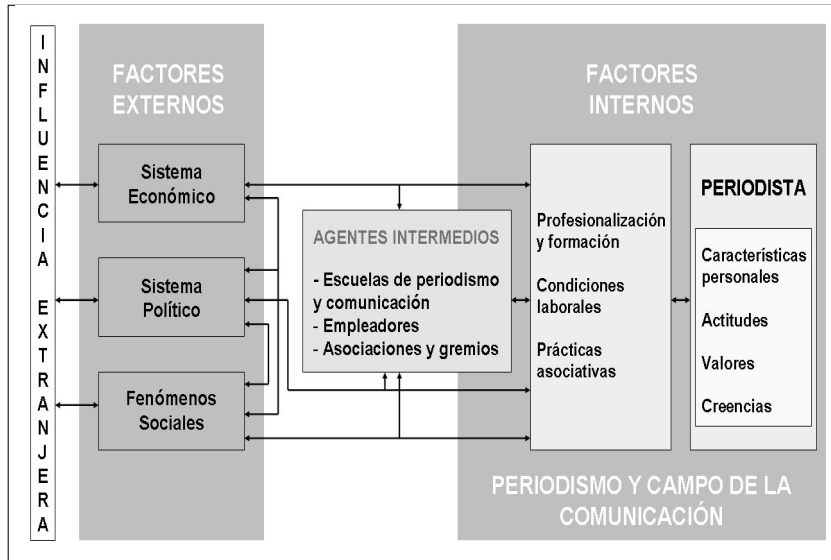 INFLUENCIA EXTRANJERA
FACTORES
EXTERNOS
Sistema
Económico
Sistema
Político
Fenómenos
Sociales
AGENTES INTERMEDIOS
- Escuelas de periodismo
y comunicación
- Empleadores
- Asociaciones y gremios
FACTORES
INTERNOS
Profesionalización
y formación
Condiciones
laborales
Prácticas
asociativas
PERIODISTA
Características
personales
Actitudes
Valores
Creencias
PERIODISMO Y CAMPO DE LA
COMUNICACIÓN